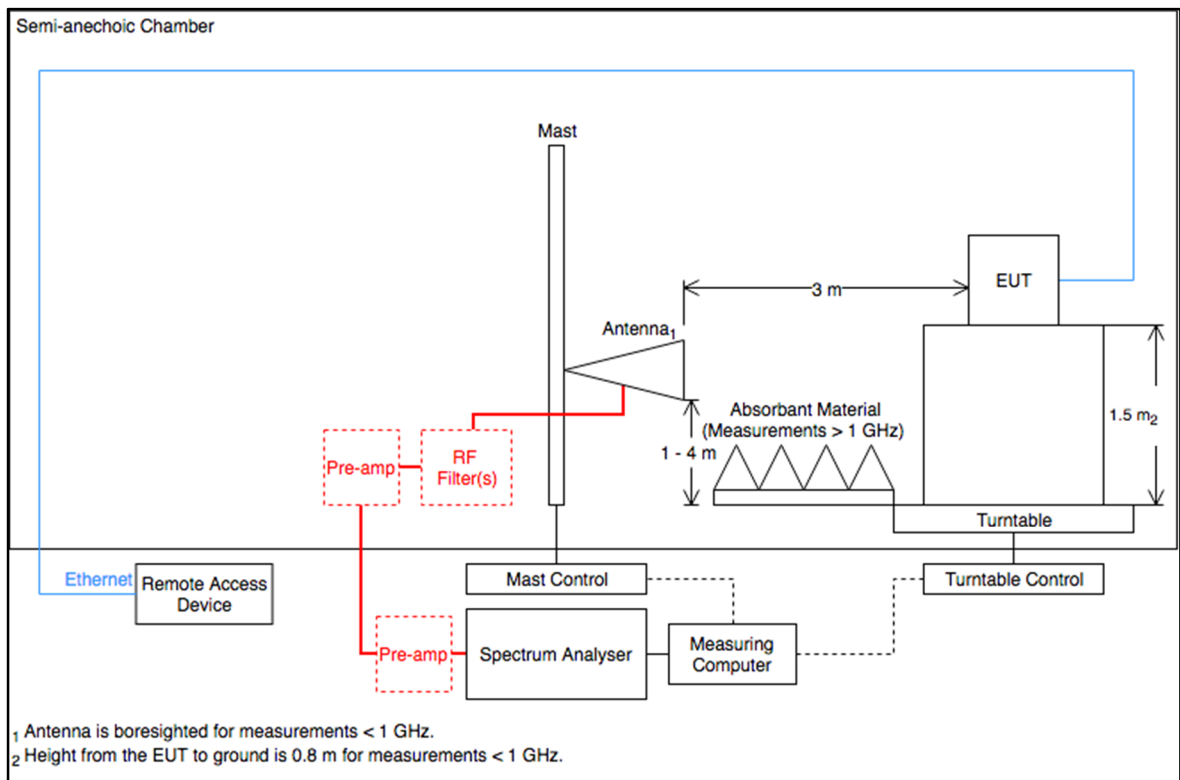 Semi-anechoic Chamber
Mast
EUT
3 m
Antenna1
Absorbant Material
(Measurements > 1 GHz)
1.5 m2
1 - 4 m
Pre-amp
RF
Filter(s)
Turntable
Ethernet
Remote Access
Device
Mast Control
Turntable Control
Pre-amp
Spectrum Analyser
Measuring
Computer
1 Antenna is boresighted for measurements < 1 GHz.
2 Height from the EUT to ground is 0.8 m for measurements < 1 GHz.